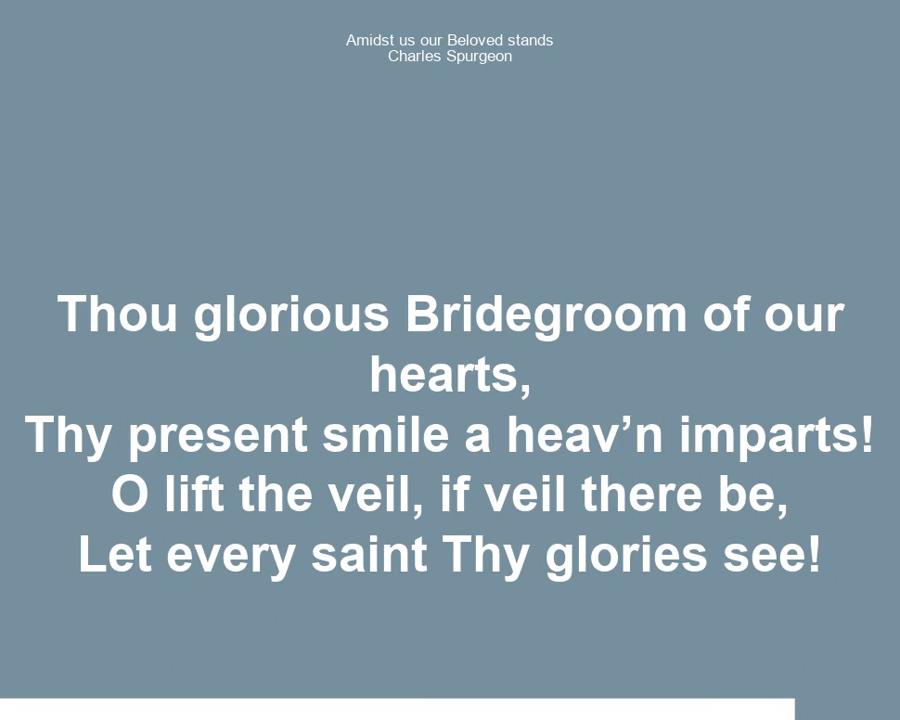 Amidst us our Beloved stands
Charles Spurgeon
Thou glorious Bridegroom of our
hearts,
Thy present smile a heav’n imparts!
O lift the veil, if veil there be,
Let every saint Thy glories see!